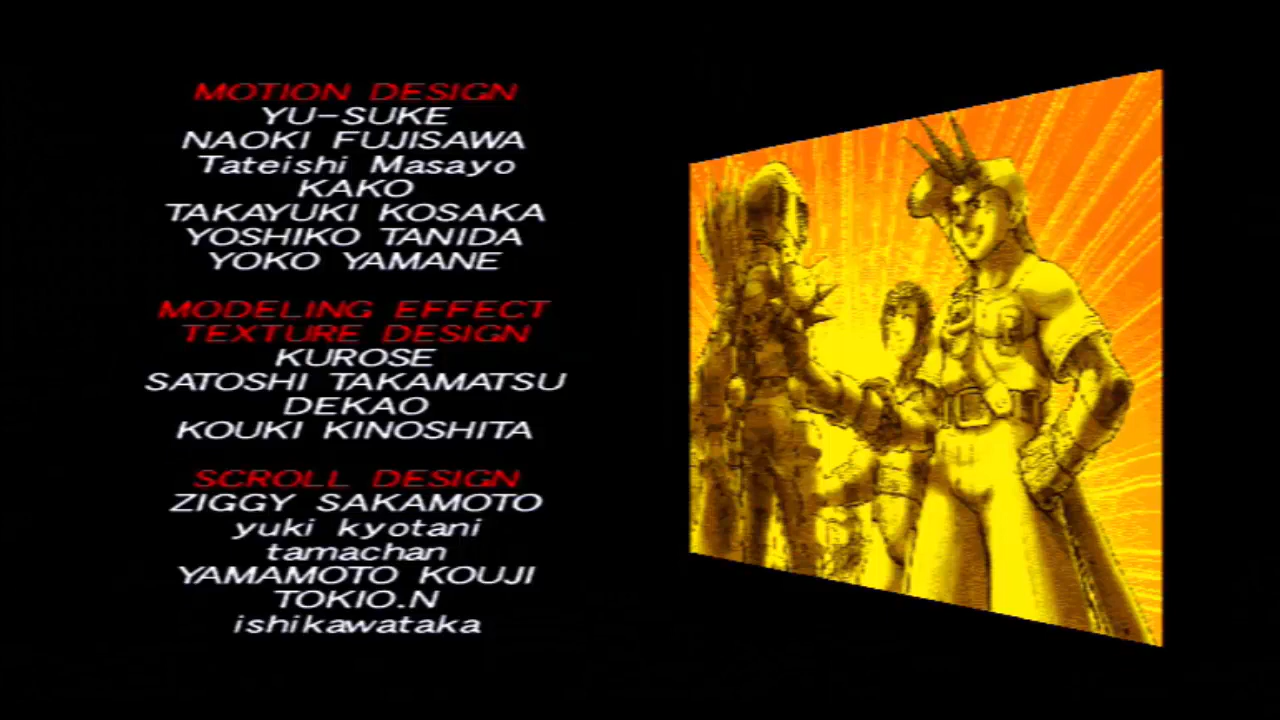 MOTION DESIGN
YU-SUKE
NAOKI FUJISAWA
Tateishi Masayo
KAKO
TAKAYUKI KOSAKA
YOSHIKO TANIDA
YOKO YAMANE
MODELING EFFECT
TEXTURE DESIGN
KUROSE
SATOSHI TAKAMATSU
DEKAO
KOUKI KINOSHITA
SCROLL DESIGN
ZIGGY SAKAMOTO
yuki kyotani
tamachan
YAMAMOTO KOUJI
TOKIO.N
ishikawataka